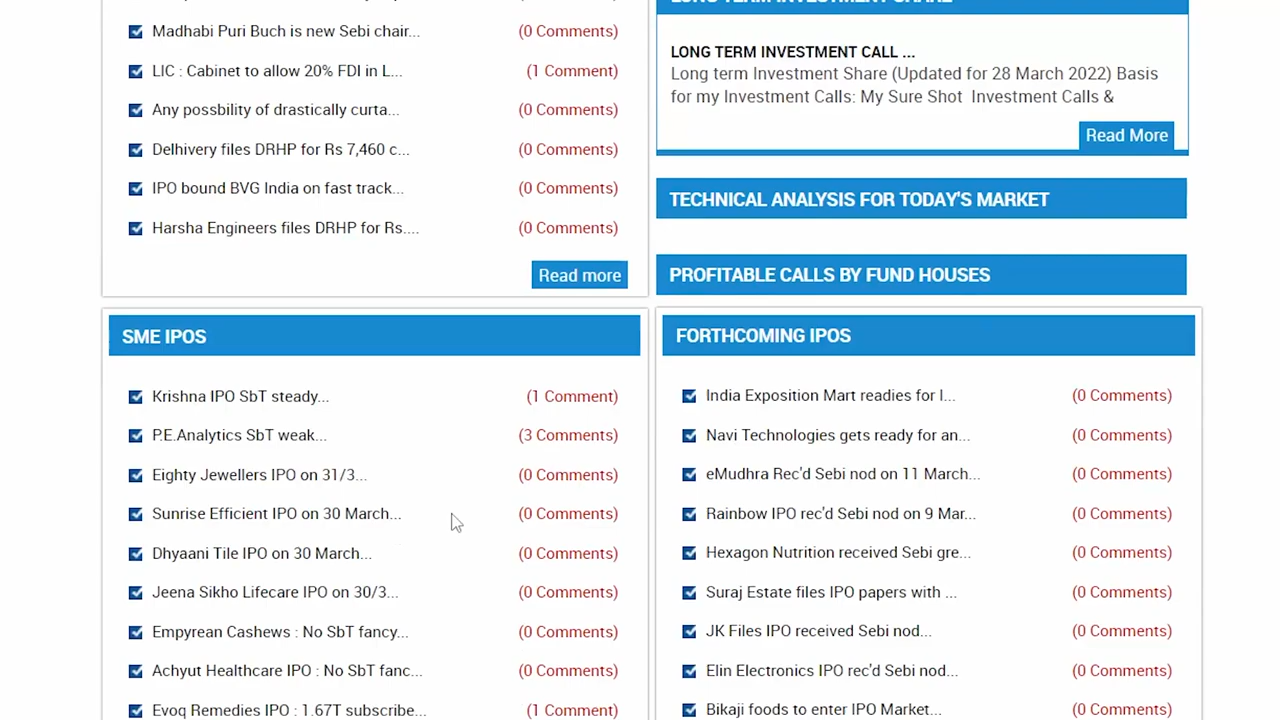 Madhabi Puri Buch is new Sebi chair... (0 Comments)
LIC : Cabinet to allow 20% FDI in L... (1 Comment)
Any possbility of drastically curta... (0 Comments)
Delhivery files DRHP for Rs 7,460 c... (0 Comments)
IPO bound BVG India on fast track... (0 Comments)
Harsha Engineers files DRHP for Rs.... (0 Comments)
Read more
LONG TERM INVESTMENT SHARE
LONG TERM INVESTMENT CALL ...
Long term Investment Share (Updated for 28 March 2022) Basis
for my Investment Calls: My Sure Shot Investment Calls &
Read More
TECHNICAL ANALYSIS FOR TODAY'S MARKET
PROFITABLE CALLS BY FUND HOUSES
SME IPOS
Krishna IPO SbT steady... (1 Comment)
P.E.Analytics SbT weak... (3 Comments)
Eighty Jewellers IPO on 31/3... (0 Comments)
Sunrise Efficient IPO on 30 March... (0 Comments)
Dhyaani Tile IPO on 30 March... (0 Comments)
Jeena Sikho Lifecare IPO on 30/3... (0 Comments)
Empyrean Cashews : No SbT fancy... (0 Comments)
Achyut Healthcare IPO : No SbT fanc... (0 Comments)
Evoq Remedies IPO : 1.67T subscribe... (1 Comment)
FORTHCOMING IPOS
India Exposition Mart readies for I... (0 Comments)
Navi Technologies gets ready for an... (0 Comments)
eMudhra Rec'd Sebi nod on 11 March... (0 Comments)
Rainbow IPO rec'd Sebi nod on 9 Mar... (0 Comments)
Hexagon Nutrition received Sebi gre... (0 Comments)
Suraj Estate files IPO papers with ... (0 Comments)
JK Files IPO received Sebi nod... (0 Comments)
Elin Electronics IPO rec'd Sebi nod... (0 Comments)
Bikaji foods to enter IPO Market... (0 Comments)